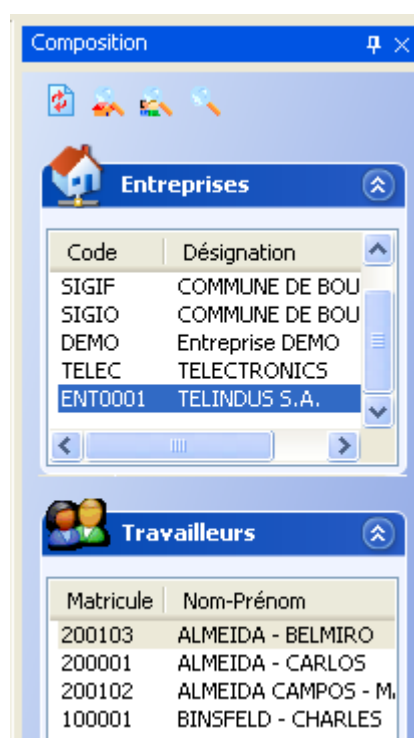 Composition
Entreprises
Code Désignation
SIGIF COMMUNE DE BOU
SIGIO COMMUNE DE BOU
DEMO Entreprise DEMO
TELEC TELECTRONICS
ENT0001 TELINDUS S.A.
Travailleurs
Matricule Nom-Prénom
200103 ALMEIDA - BELMIRO
200001 ALMEIDA - CARLOS
200102 ALMEIDA CAMPOS - M
100001 BINSFELD - CHARLES